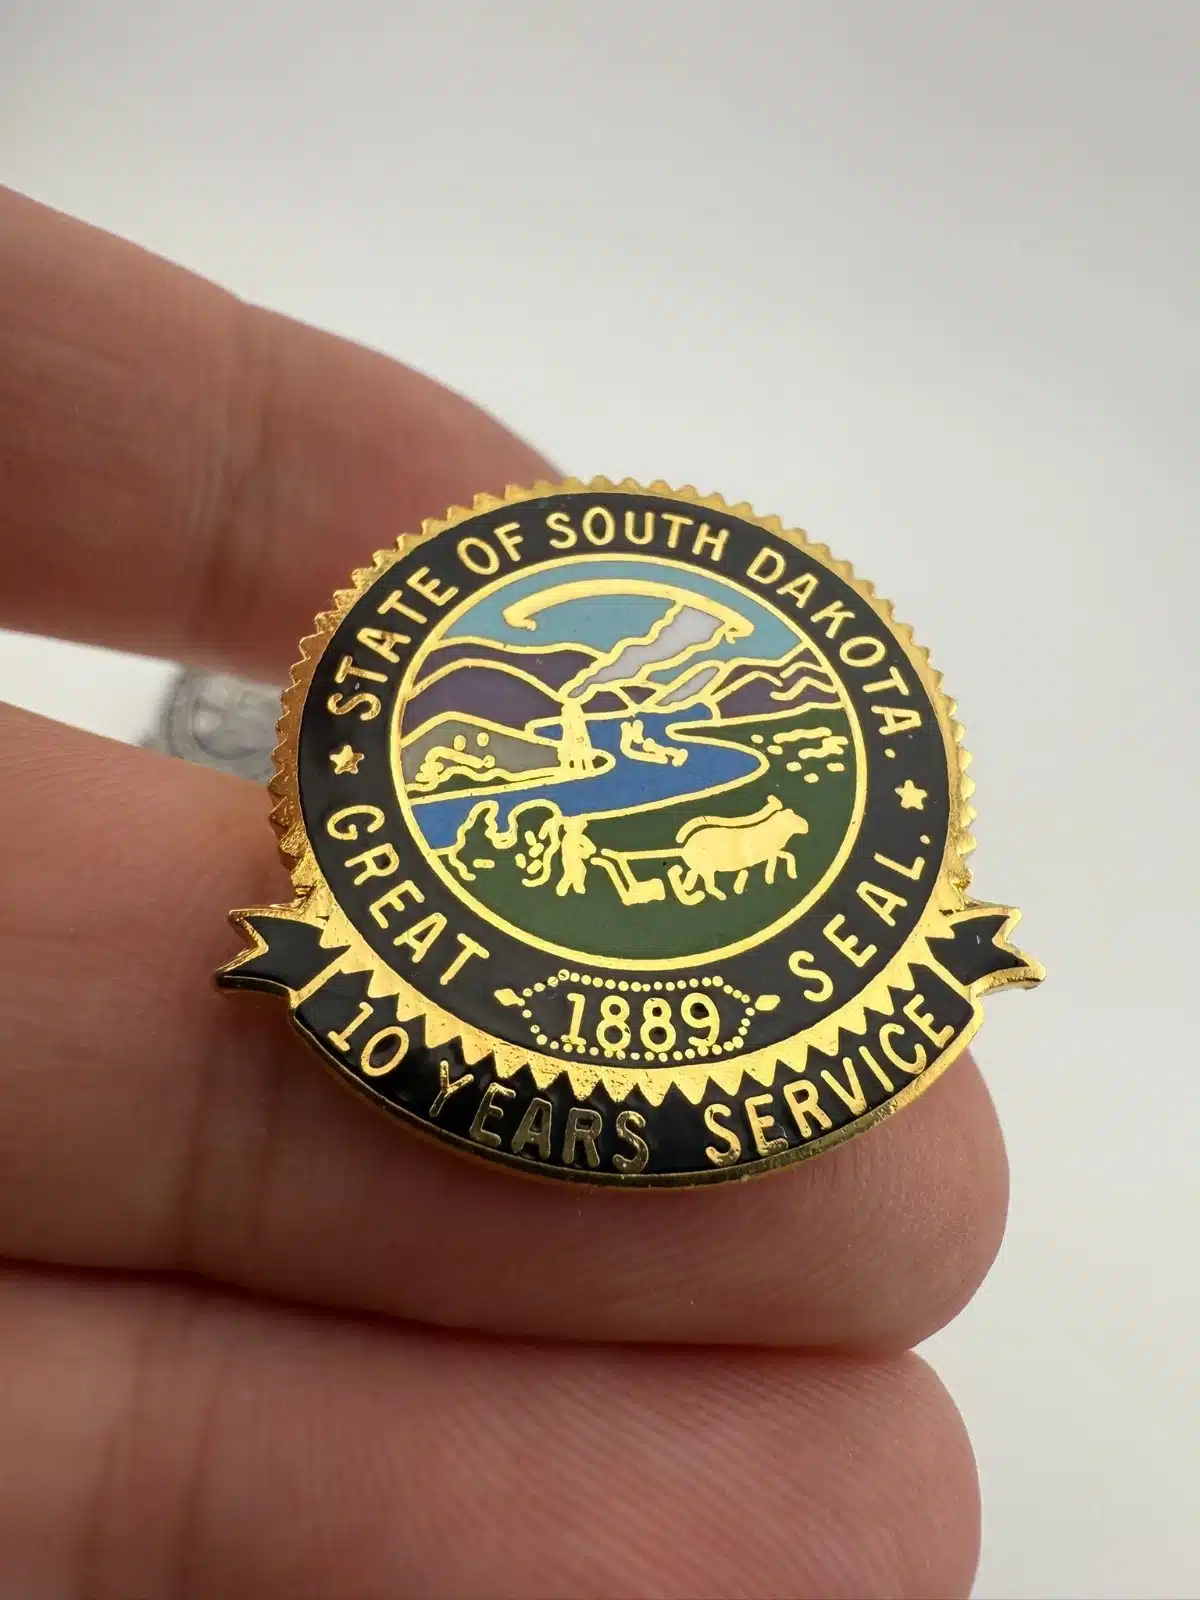 STATE OF SOUTH DAKOTA.
GREAT SEAL.
1889
10 YEARS SERVICE